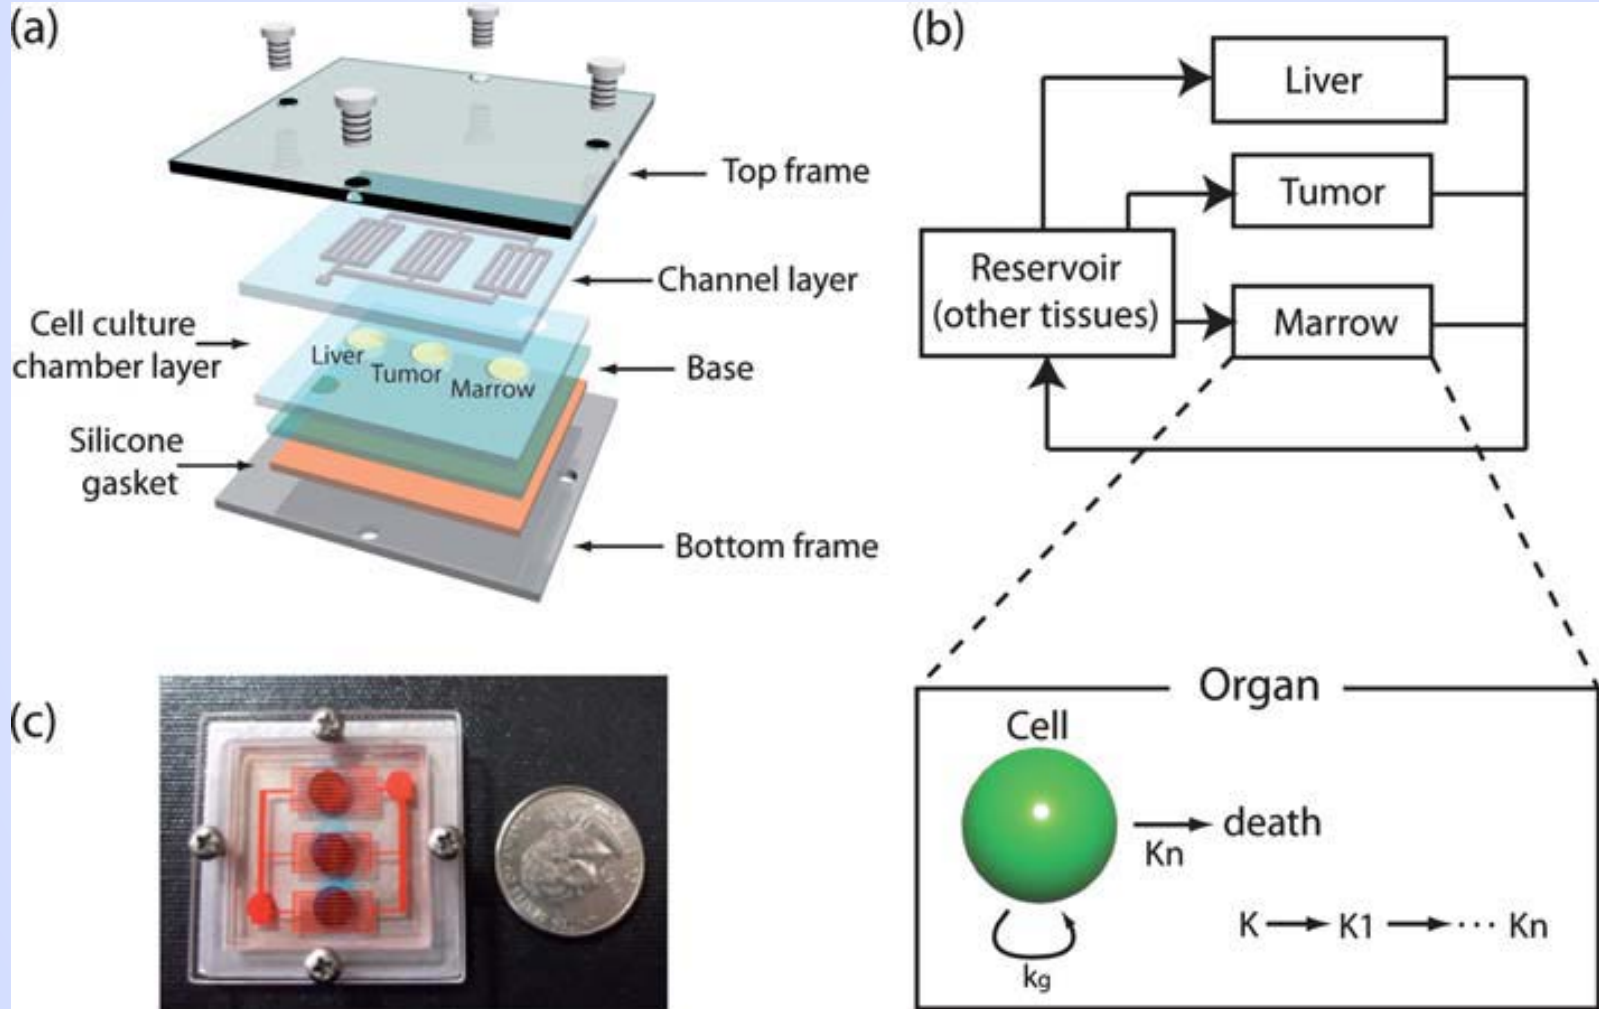 (a)
Top frame
Channel layer
Cell culture
chamber layer
Liver
Tumor
Marrow
Base
Silicone
gasket
Bottom frame
(b)
Liver
Tumor
Reservoir
(other tissues)
Marrow
Organ
Cell
death
Kn
kg
K K1 ··· Kn
(c)